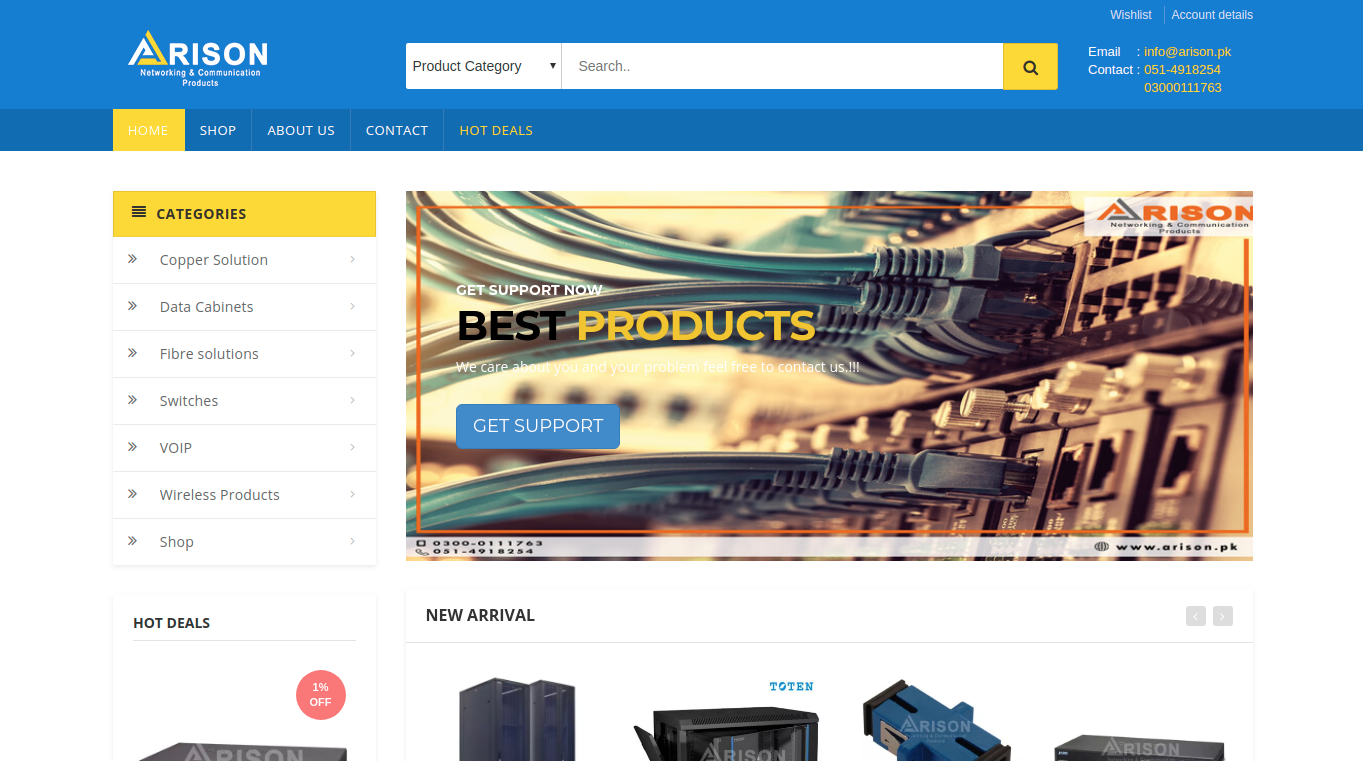 Wishlist
Account details
ARISON
Networking & Communication
Products
Product Category
Search..
Email : info@arison.pk
Contact : 051-4918254
03000111763
HOME
SHOP
ABOUT US
CONTACT
HOT DEALS
CATEGORIES
Copper Solution
Data Cabinets
Fibre solutions
Switches
VOIP
Wireless Products
Shop
ARISON
Networking & Communication
Products
GET SUPPORT NOW
BEST PRODUCTS
We care about you and your problem feel free to contact us.!!!
GET SUPPORT
0300-0111763
051-4918254
www.arison.pk
HOT DEALS
1%
OFF
ARISON
NEW ARRIVAL
TOTEN
ARISON
ARISON
Networking & Communication
Products
ARISON